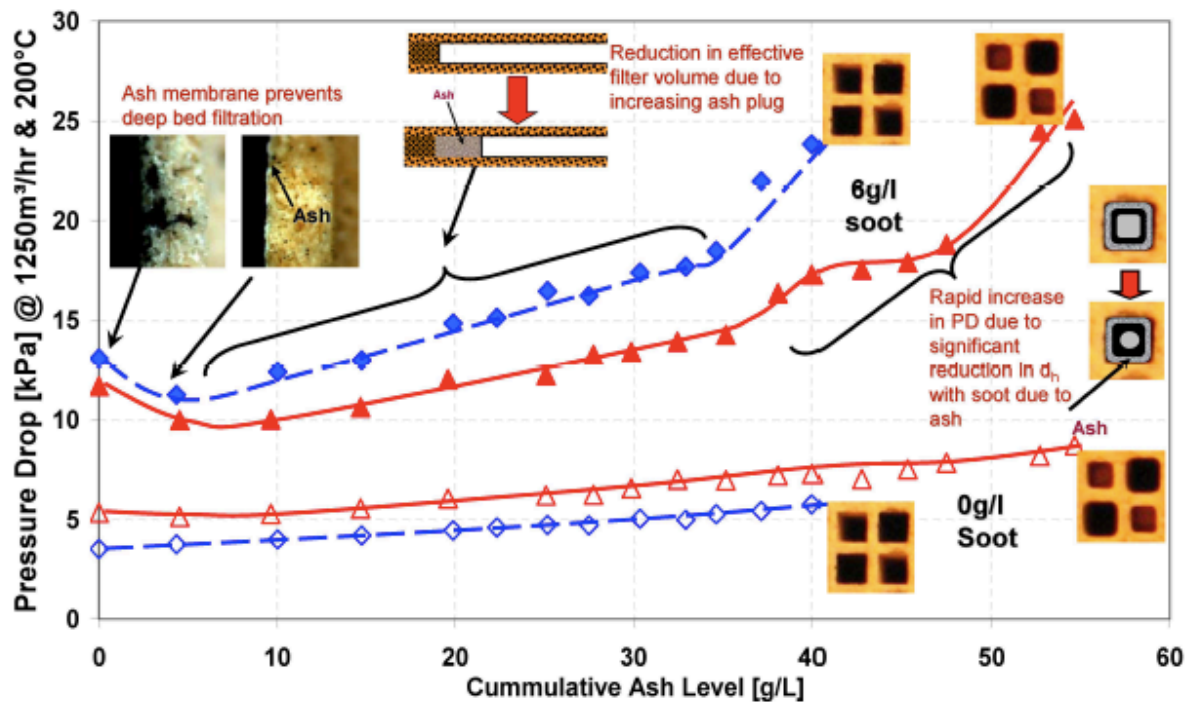 Presssure Drop [kPa] @ 1250m³/hr & 200°C
30
25
20
15
10
5
0
Ash membrane prevents
deep bed filtration
Ash
Ash
Reduction in effective
filter volume due to
increasing ash plug
6g/l
soot
Rapid increase
in PD due to
significant
reduction in dₕ
with soot due to
ash
Ash
0g/l
Soot
0
10
20
30
40
50
60
Cummulative Ash Level [g/L]